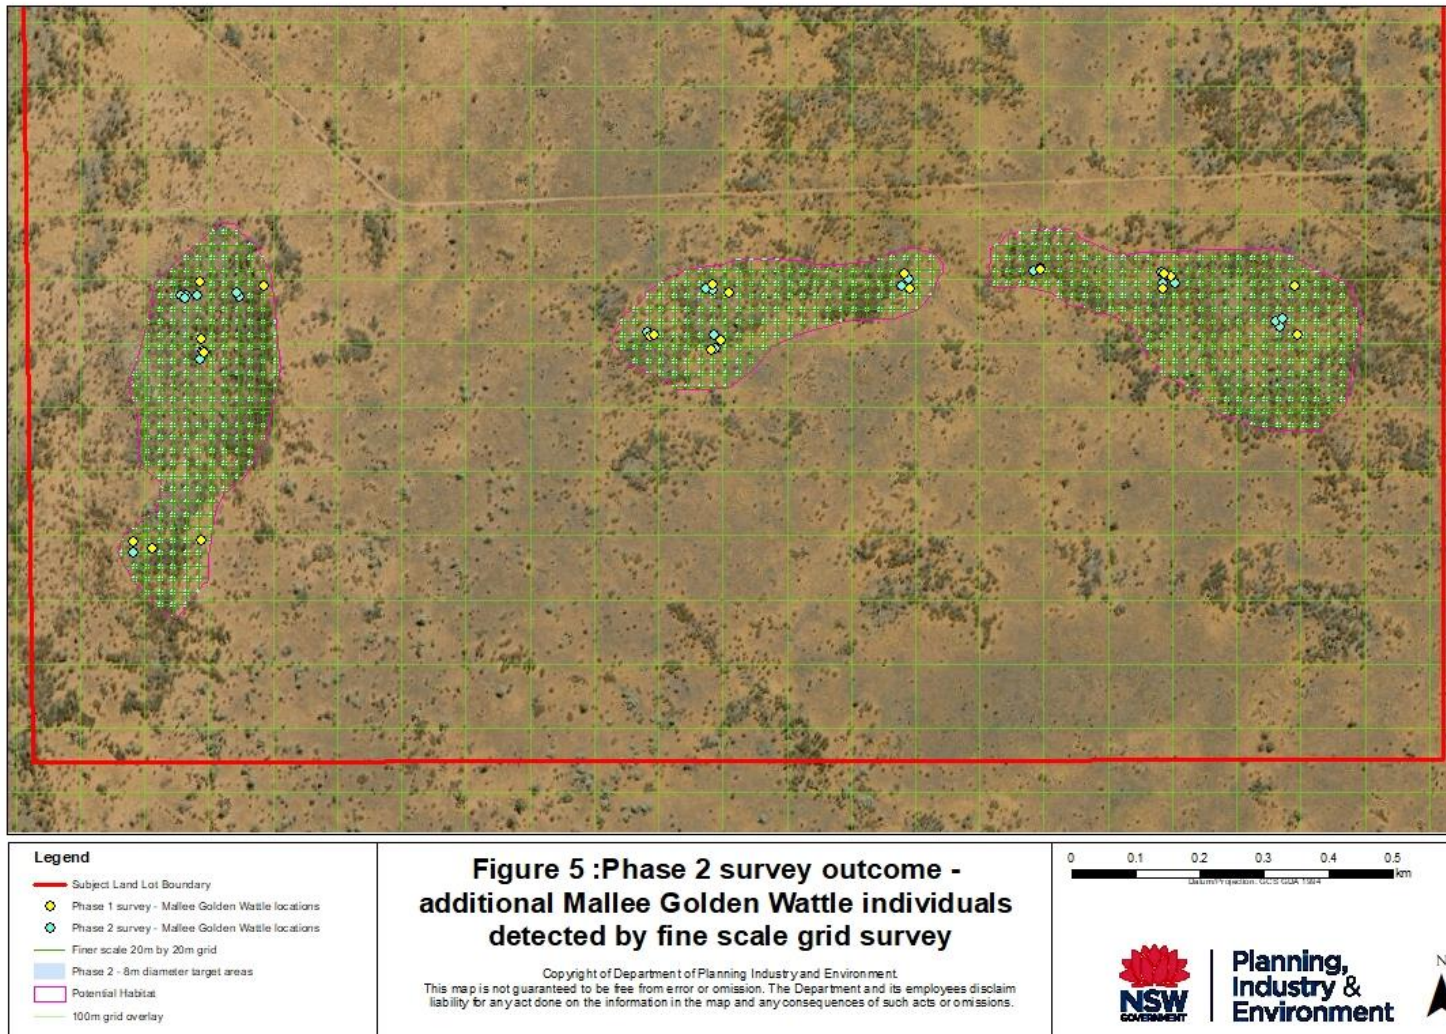 Legend
Subject Land Lot Boundary
Phase 1 survey - Mallee Golden Wattle locations
Phase 2 survey - Mallee Golden Wattle locations
Finer scale 20m by 20m grid
Phase 2 - 8m diameter target areas
Potential Habitat
100m grid overlay
Figure 5 :Phase 2 survey outcome -
additional Mallee Golden Wattle individuals
detected by fine scale grid survey
Copyright of Department of Planning Industry and Environment.
This map is not guaranteed to be free from error or omission. The Department and its employees disclaim
liability for any act done on the information in the map and any consequences of such acts or omissions.
0 0.1 0.2 0.3 0.4 0.5
km
Datum/Projection: GCS GDA 1994
NSW
GOVERNMENT
Planning,
Industry &
Environment
N